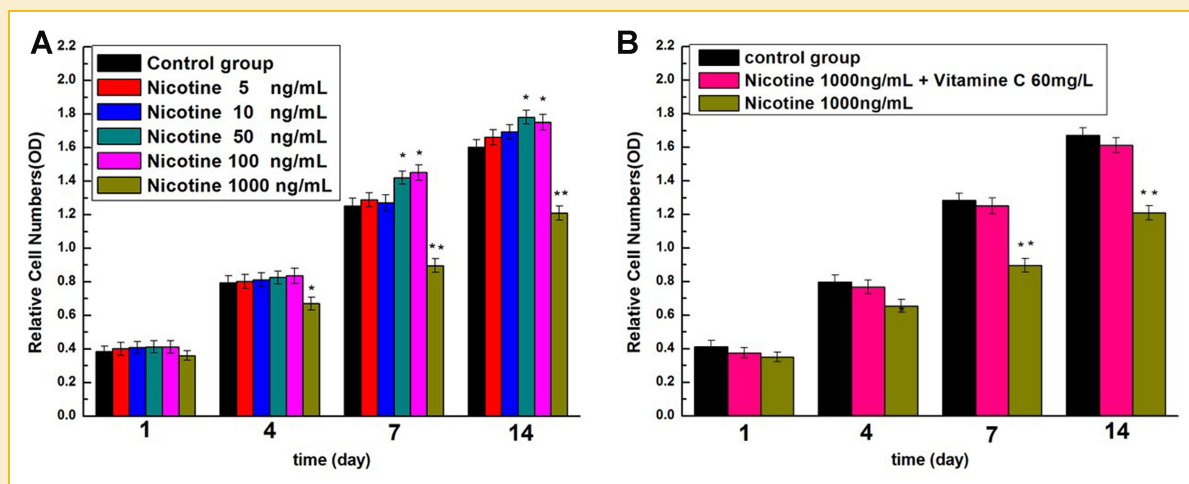 A
Relative Cell Numbers(OD)
2.2
2.0
1.8
1.6
1.4
1.2
1.0
0.8
0.6
0.4
0.2
0.0
Control group
Nicotine 5 ng/mL
Nicotine 10 ng/mL
Nicotine 50 ng/mL
Nicotine 100 ng/mL
Nicotine 1000 ng/mL
*
* *
* *
* *
* *
* *
1 4 7 14
time (day)
B
Relative Cell Numbers(OD)
2.2
2.0
1.8
1.6
1.4
1.2
1.0
0.8
0.6
0.4
0.2
0.0
control group
Nicotine 1000ng/mL + Vitamine C 60mg/L
Nicotine 1000ng/mL
*
* *
* *
1 4 7 14
time (day)